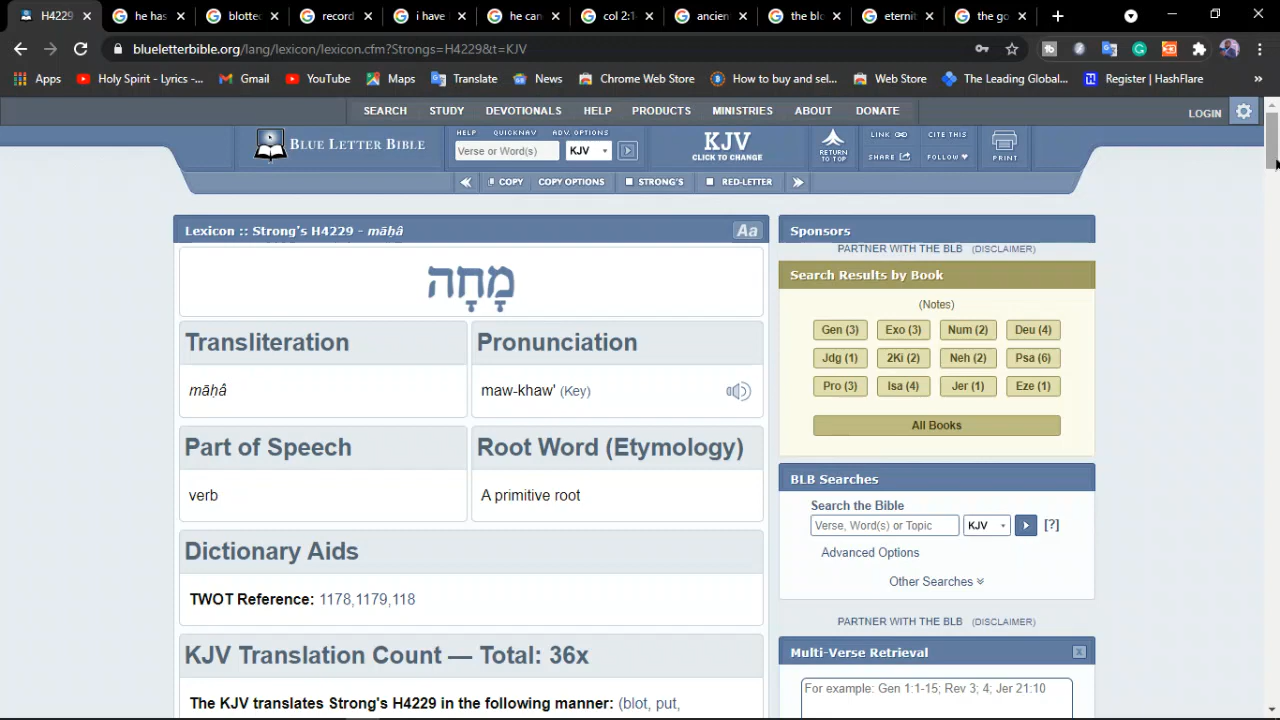 H4229
he has
blotte
record
i have
he can
col 2:1
ancien
the blo
eternit
the go
blueletterbible.org/lang/lexicon/lexicon.cfm?Strongs=H4229&t=KJV
Apps
Holy Spirit - Lyrics -...
Gmail
YouTube
Maps
Translate
News
Chrome Web Store
How to buy and sel...
Web Store
The Leading Global...
Register | HashFlare
»
SEARCH STUDY DEVOTIONALS HELP PRODUCTS MINISTRIES ABOUT DONATE
LOGIN
BLUE LETTER BIBLE
HELP QUICKNAV ADV. OPTIONS
Verse or Word(s) KJV
KJV
CLICK TO CHANGE
RETURN
TO TOP
LINK CITE THIS
SHARE FOLLOW
PRINT
COPY COPY OPTIONS STRONG'S RED-LETTER
Lexicon :: Strong's H4229 - māḥâ Aa
מָחָה
Transliteration
māḥâ
Pronunciation
maw-khaw' (Key)
Part of Speech
verb
Root Word (Etymology)
A primitive root
Dictionary Aids
TWOT Reference: 1178,1179,118
KJV Translation Count — Total: 36x
The KJV translates Strong's H4229 in the following manner: (blot, put,
Sponsors
PARTNER WITH THE BLB (DISCLAIMER)
Search Results by Book
(Notes)
Gen (3) Exo (3) Num (2) Deu (4)
Jdg (1) 2Ki (2) Neh (2) Psa (6)
Pro (3) Isa (4) Jer (1) Eze (1)
All Books
BLB Searches
Search the Bible
Verse, Word(s) or Topic KJV [?]
Advanced Options
Other Searches
PARTNER WITH THE BLB (DISCLAIMER)
Multi-Verse Retrieval x
For example: Gen 1:1-15; Rev 3; 4; Jer 21:10